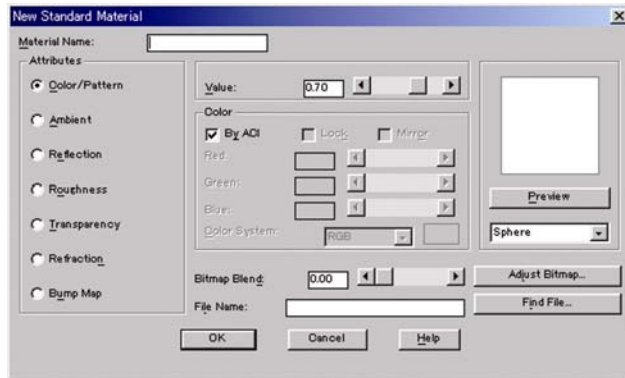 New Standard Material
Material Name:
Attributes
Color/Pattern
Ambient
Reflection
Roughness
Transparency
Refraction
Bump Map
Value: 0.70
Color
By ACI Lock Mirror
Red:
Green:
Blue:
Color System: RGB
Bitmap Blend: 0.00
File Name:
Preview
Sphere
Adjust Bitmap...
Find File...
OK Cancel Help